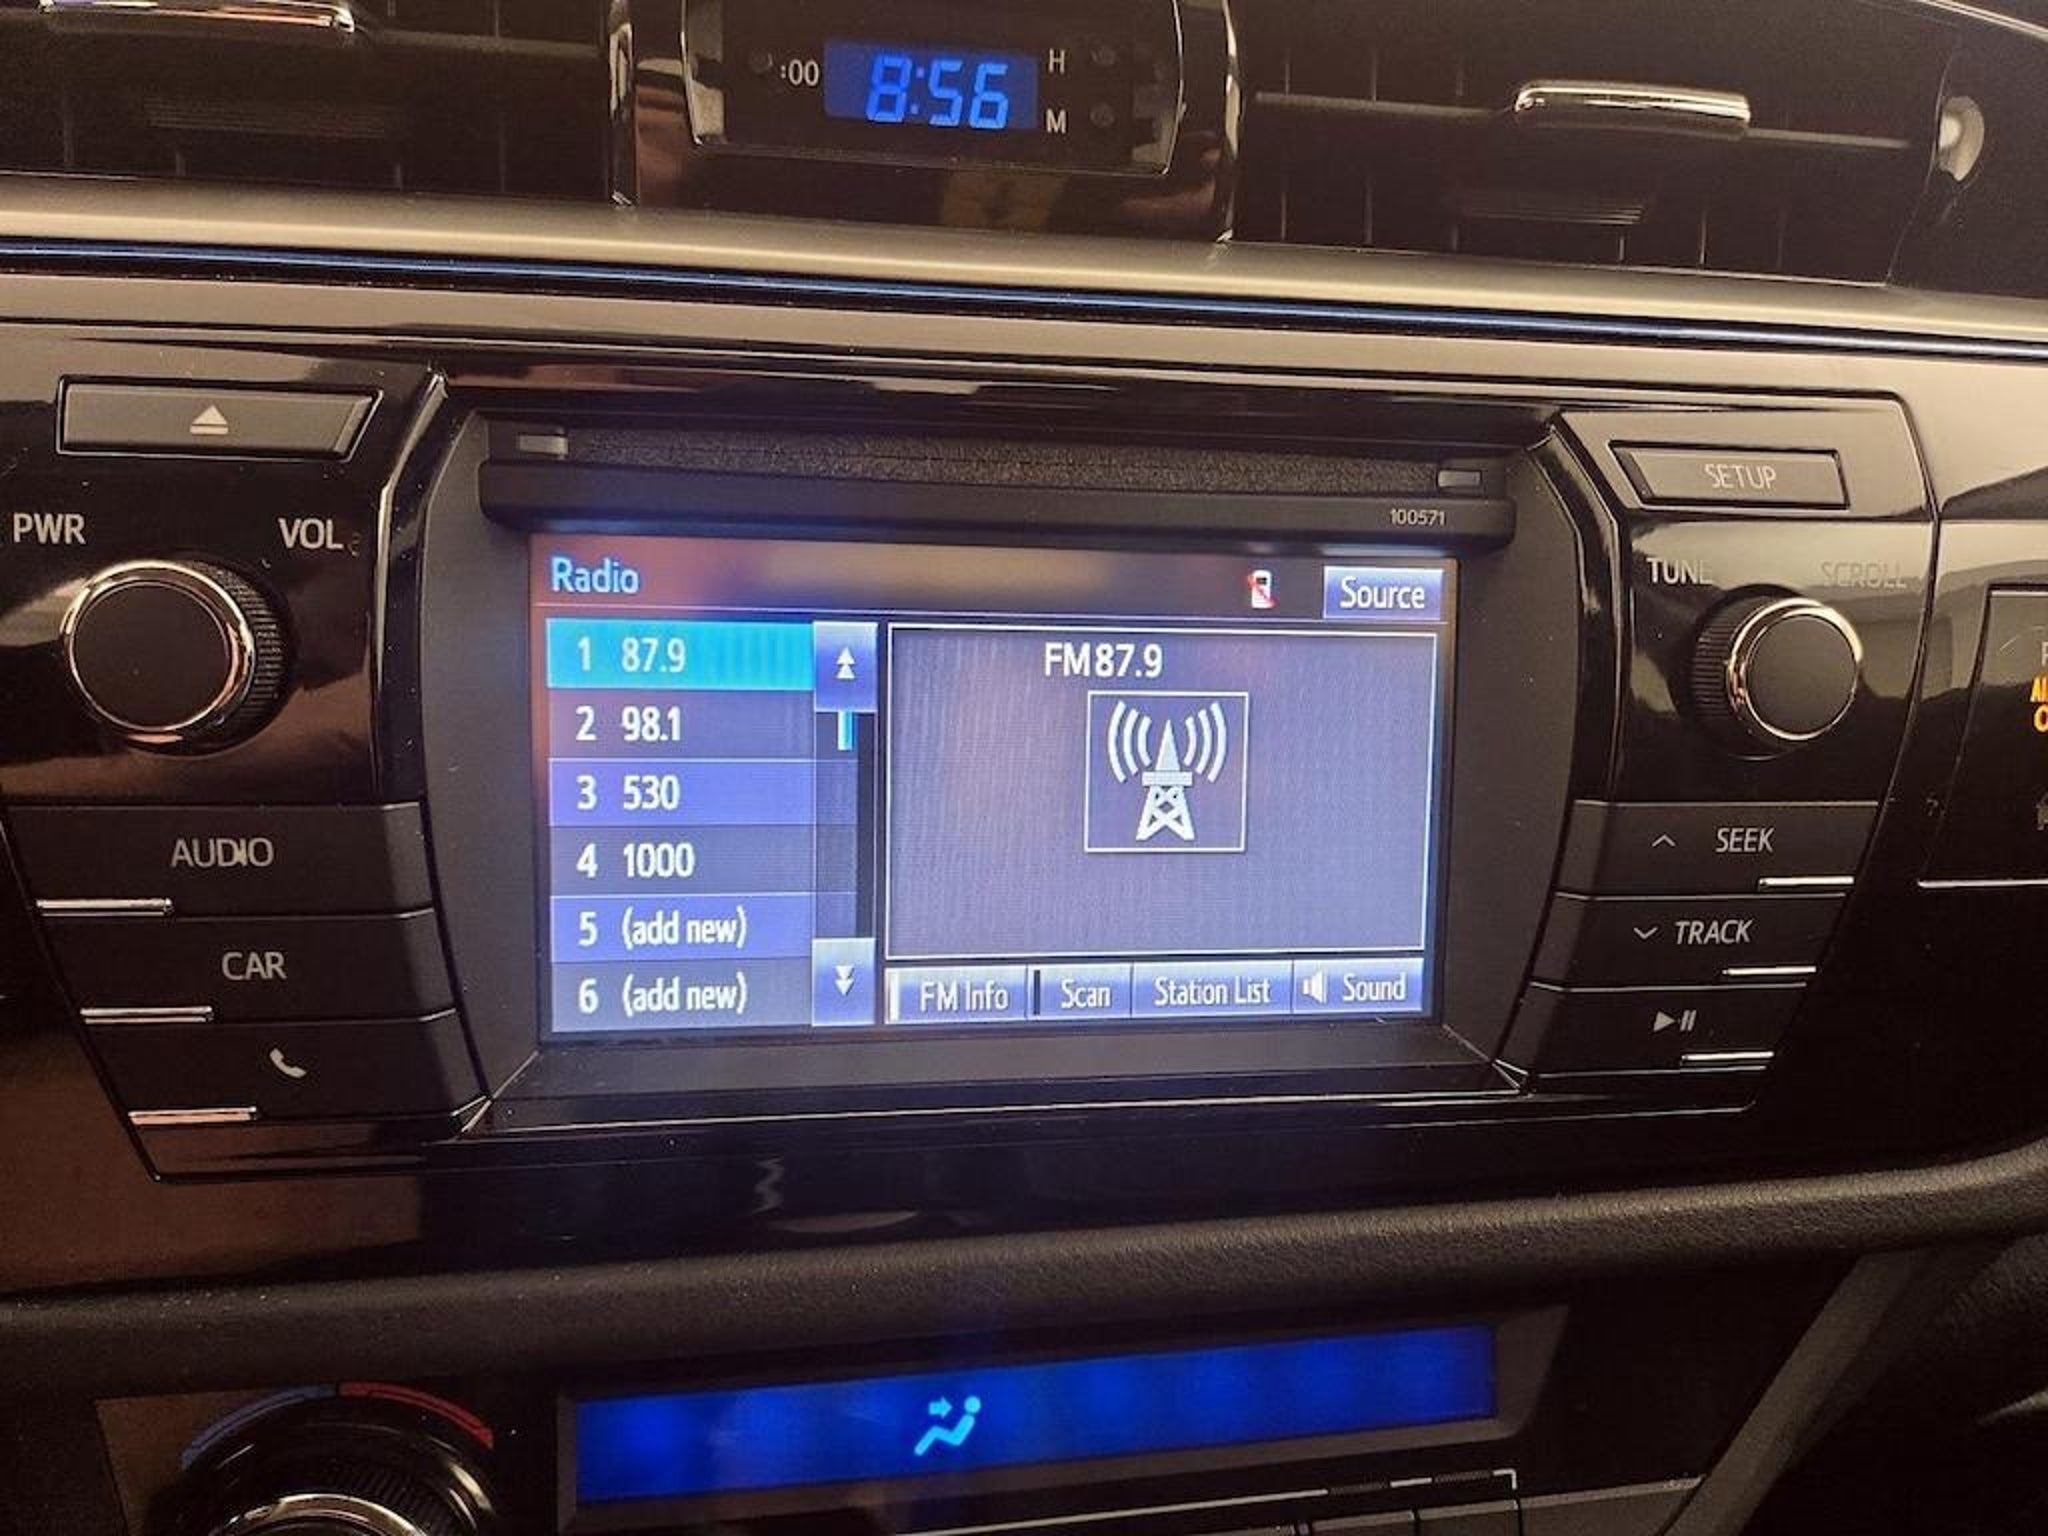 :00 8:56 H
M
SETUP
100571
PWR VOL
TUNE SCROLL
Radio Source
1 87.9
2 98.1
3 530
4 1000
5 (add new)
6 (add new)
FM87.9
FM Info Scan Station List Sound
AUDIO
CAR
SEEK
TRACK